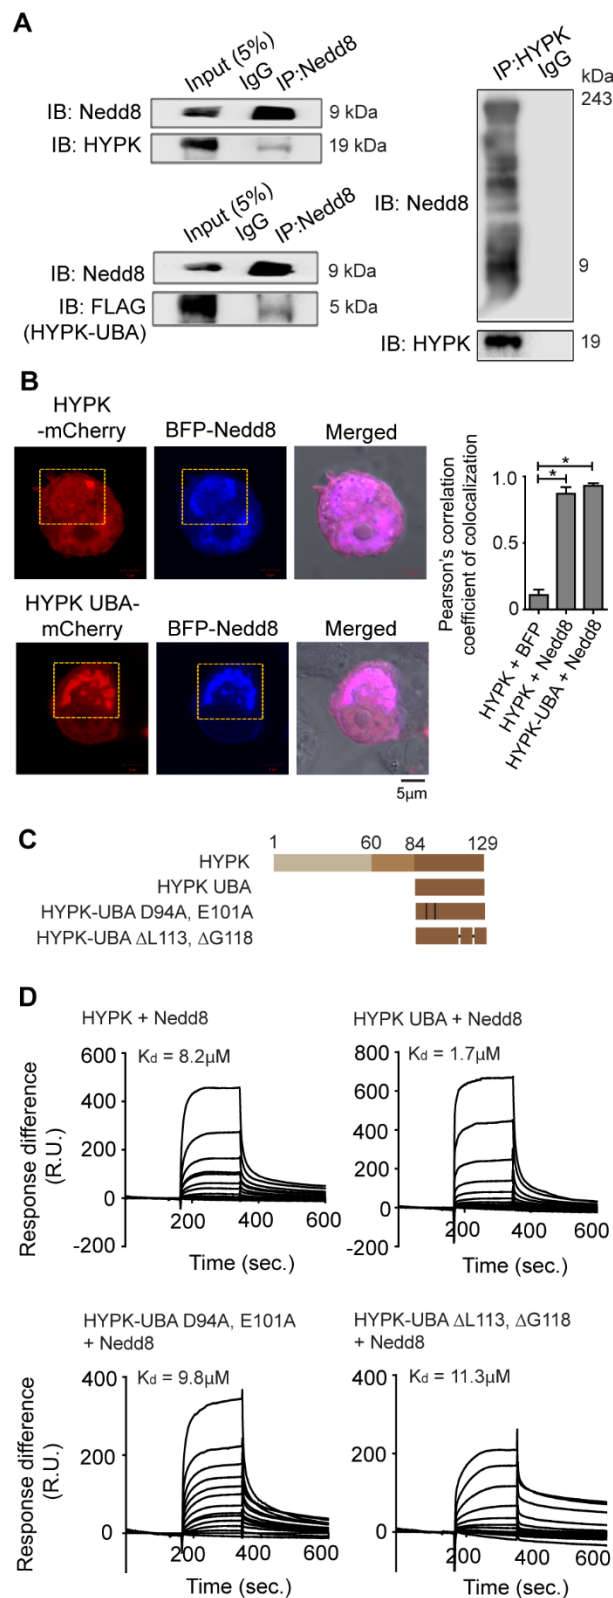 A
Input (5%)
IgG
IP:Nedd8
IB: Nedd8
9 kDa
IB: HYPK
19 kDa
Input (5%)
IgG
IP:Nedd8
IB: Nedd8
9 kDa
IB: FLAG
(HYPK-UBA)
5 kDa
IP:HYPK
IgG
kDa
243
IB: Nedd8
9
IB: HYPK
19
B
HYPK
-mCherry
BFP-Nedd8
Merged
HYPK UBA-
mCherry
BFP-Nedd8
Merged
5µm
Pearson's correlation
coefficient of colocalization
1.0
0.5
0
* *
HYPK + BFP
HYPK + Nedd8
HYPK-UBA + Nedd8
C
1 60 84 129
HYPK
HYPK UBA
HYPK-UBA D94A, E101A
HYPK-UBA ΔL113, ΔG118
D
HYPK + Nedd8
Kd = 8.2µM
Response difference
(R.U.)
600
400
200
0
-200
200 400 600
Time (sec.)
HYPK UBA + Nedd8
Kd = 1.7µM
800
600
400
200
0
-200
200 400 600
Time (sec.)
HYPK-UBA D94A, E101A
+ Nedd8
Kd = 9.8µM
Response difference
(R.U.)
400
200
0
200 400 600
Time (sec.)
HYPK-UBA ΔL113, ΔG118
+ Nedd8
Kd = 11.3µM
400
200
0
200 400 600
Time (sec.)